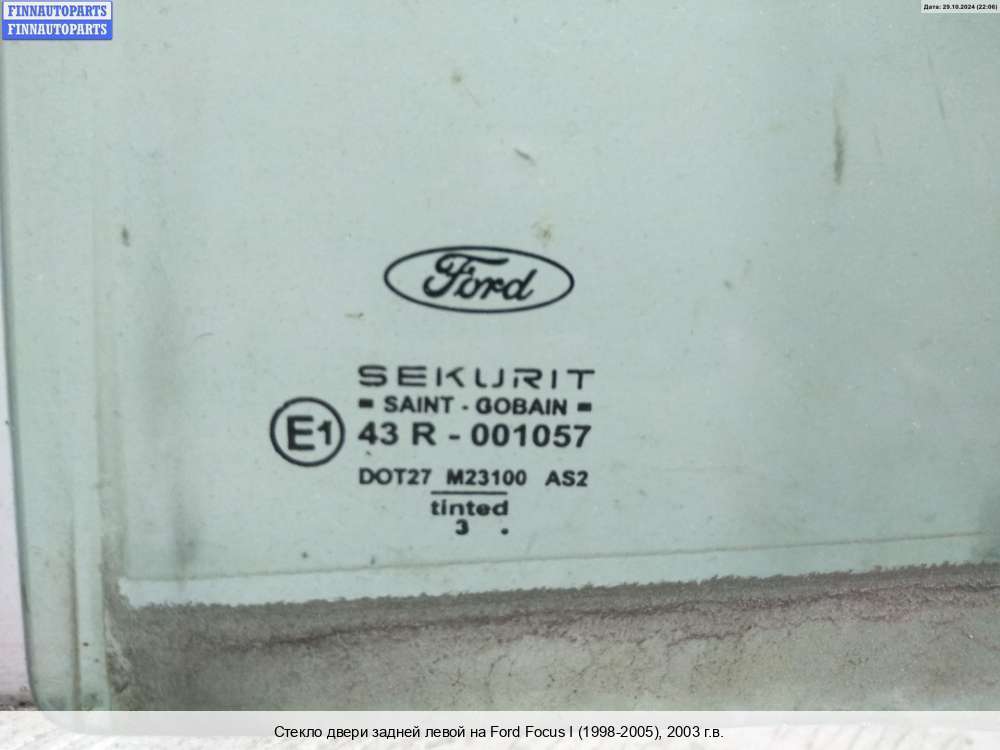 FINNAUTOPARTS
FINNAUTOPARTS
Дата: 29.10.2024 (22:06)
Ford
SEKURIT
SAINT - GOBAIN
E1 43 R - 001057
DOT27 M23100 AS2
tinted
3 .
Стекло двери задней левой на Ford Focus I (1998-2005), 2003 г.в.